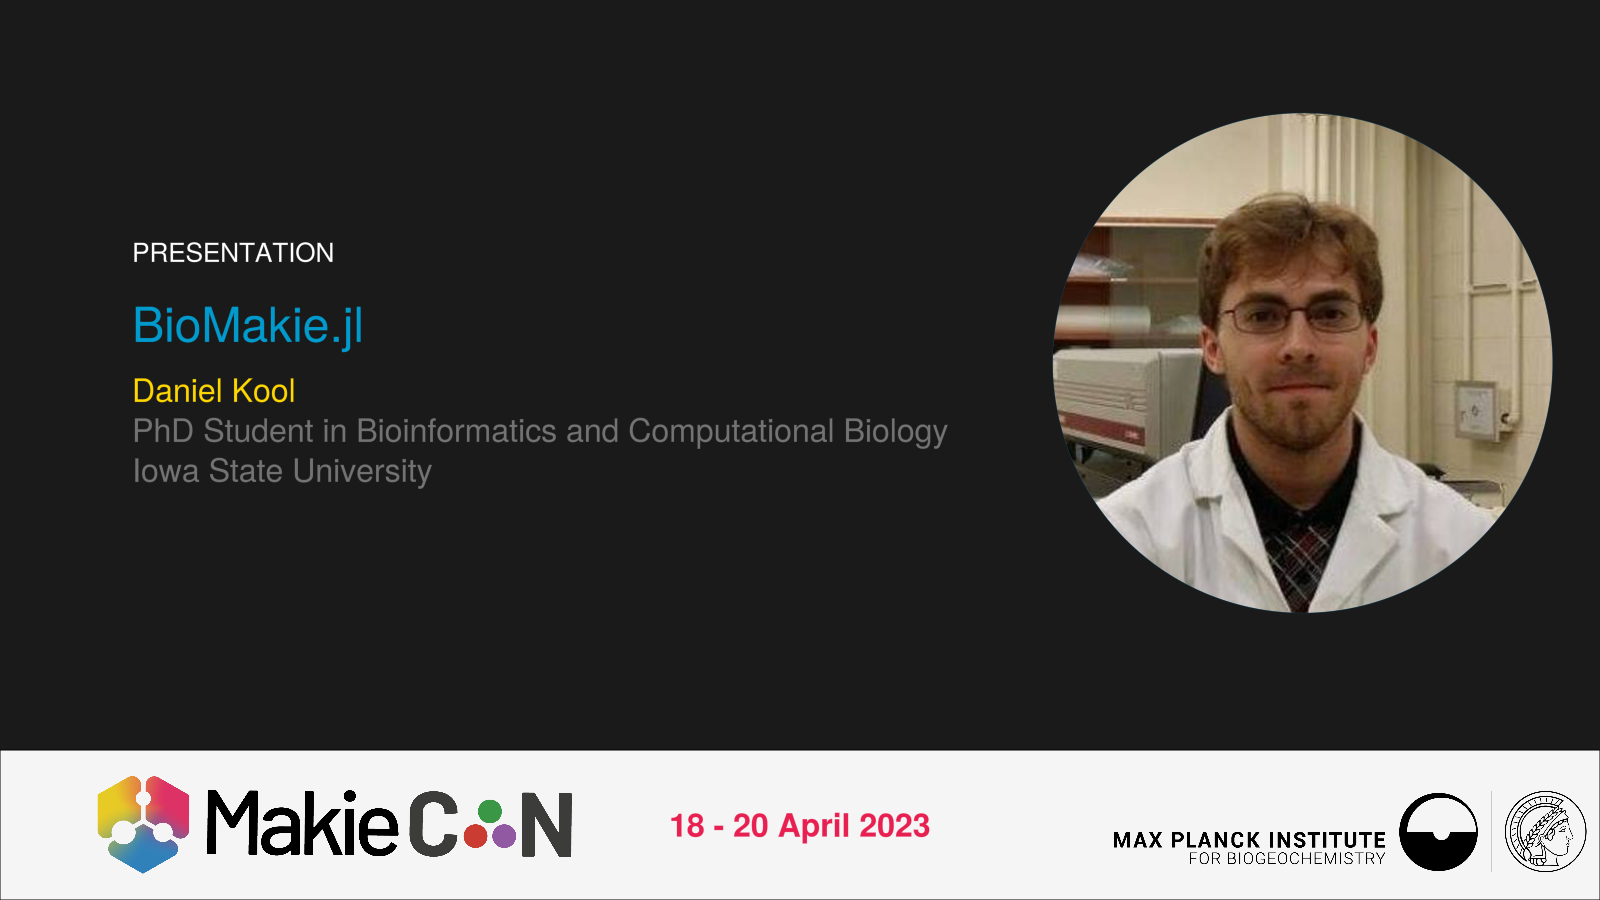 PRESENTATION
BioMakie.jl
Daniel Kool
PhD Student in Bioinformatics and Computational Biology
Iowa State University
MakieCON
18 - 20 April 2023
MAX PLANCK INSTITUTE
FOR BIOGEOCHEMISTRY